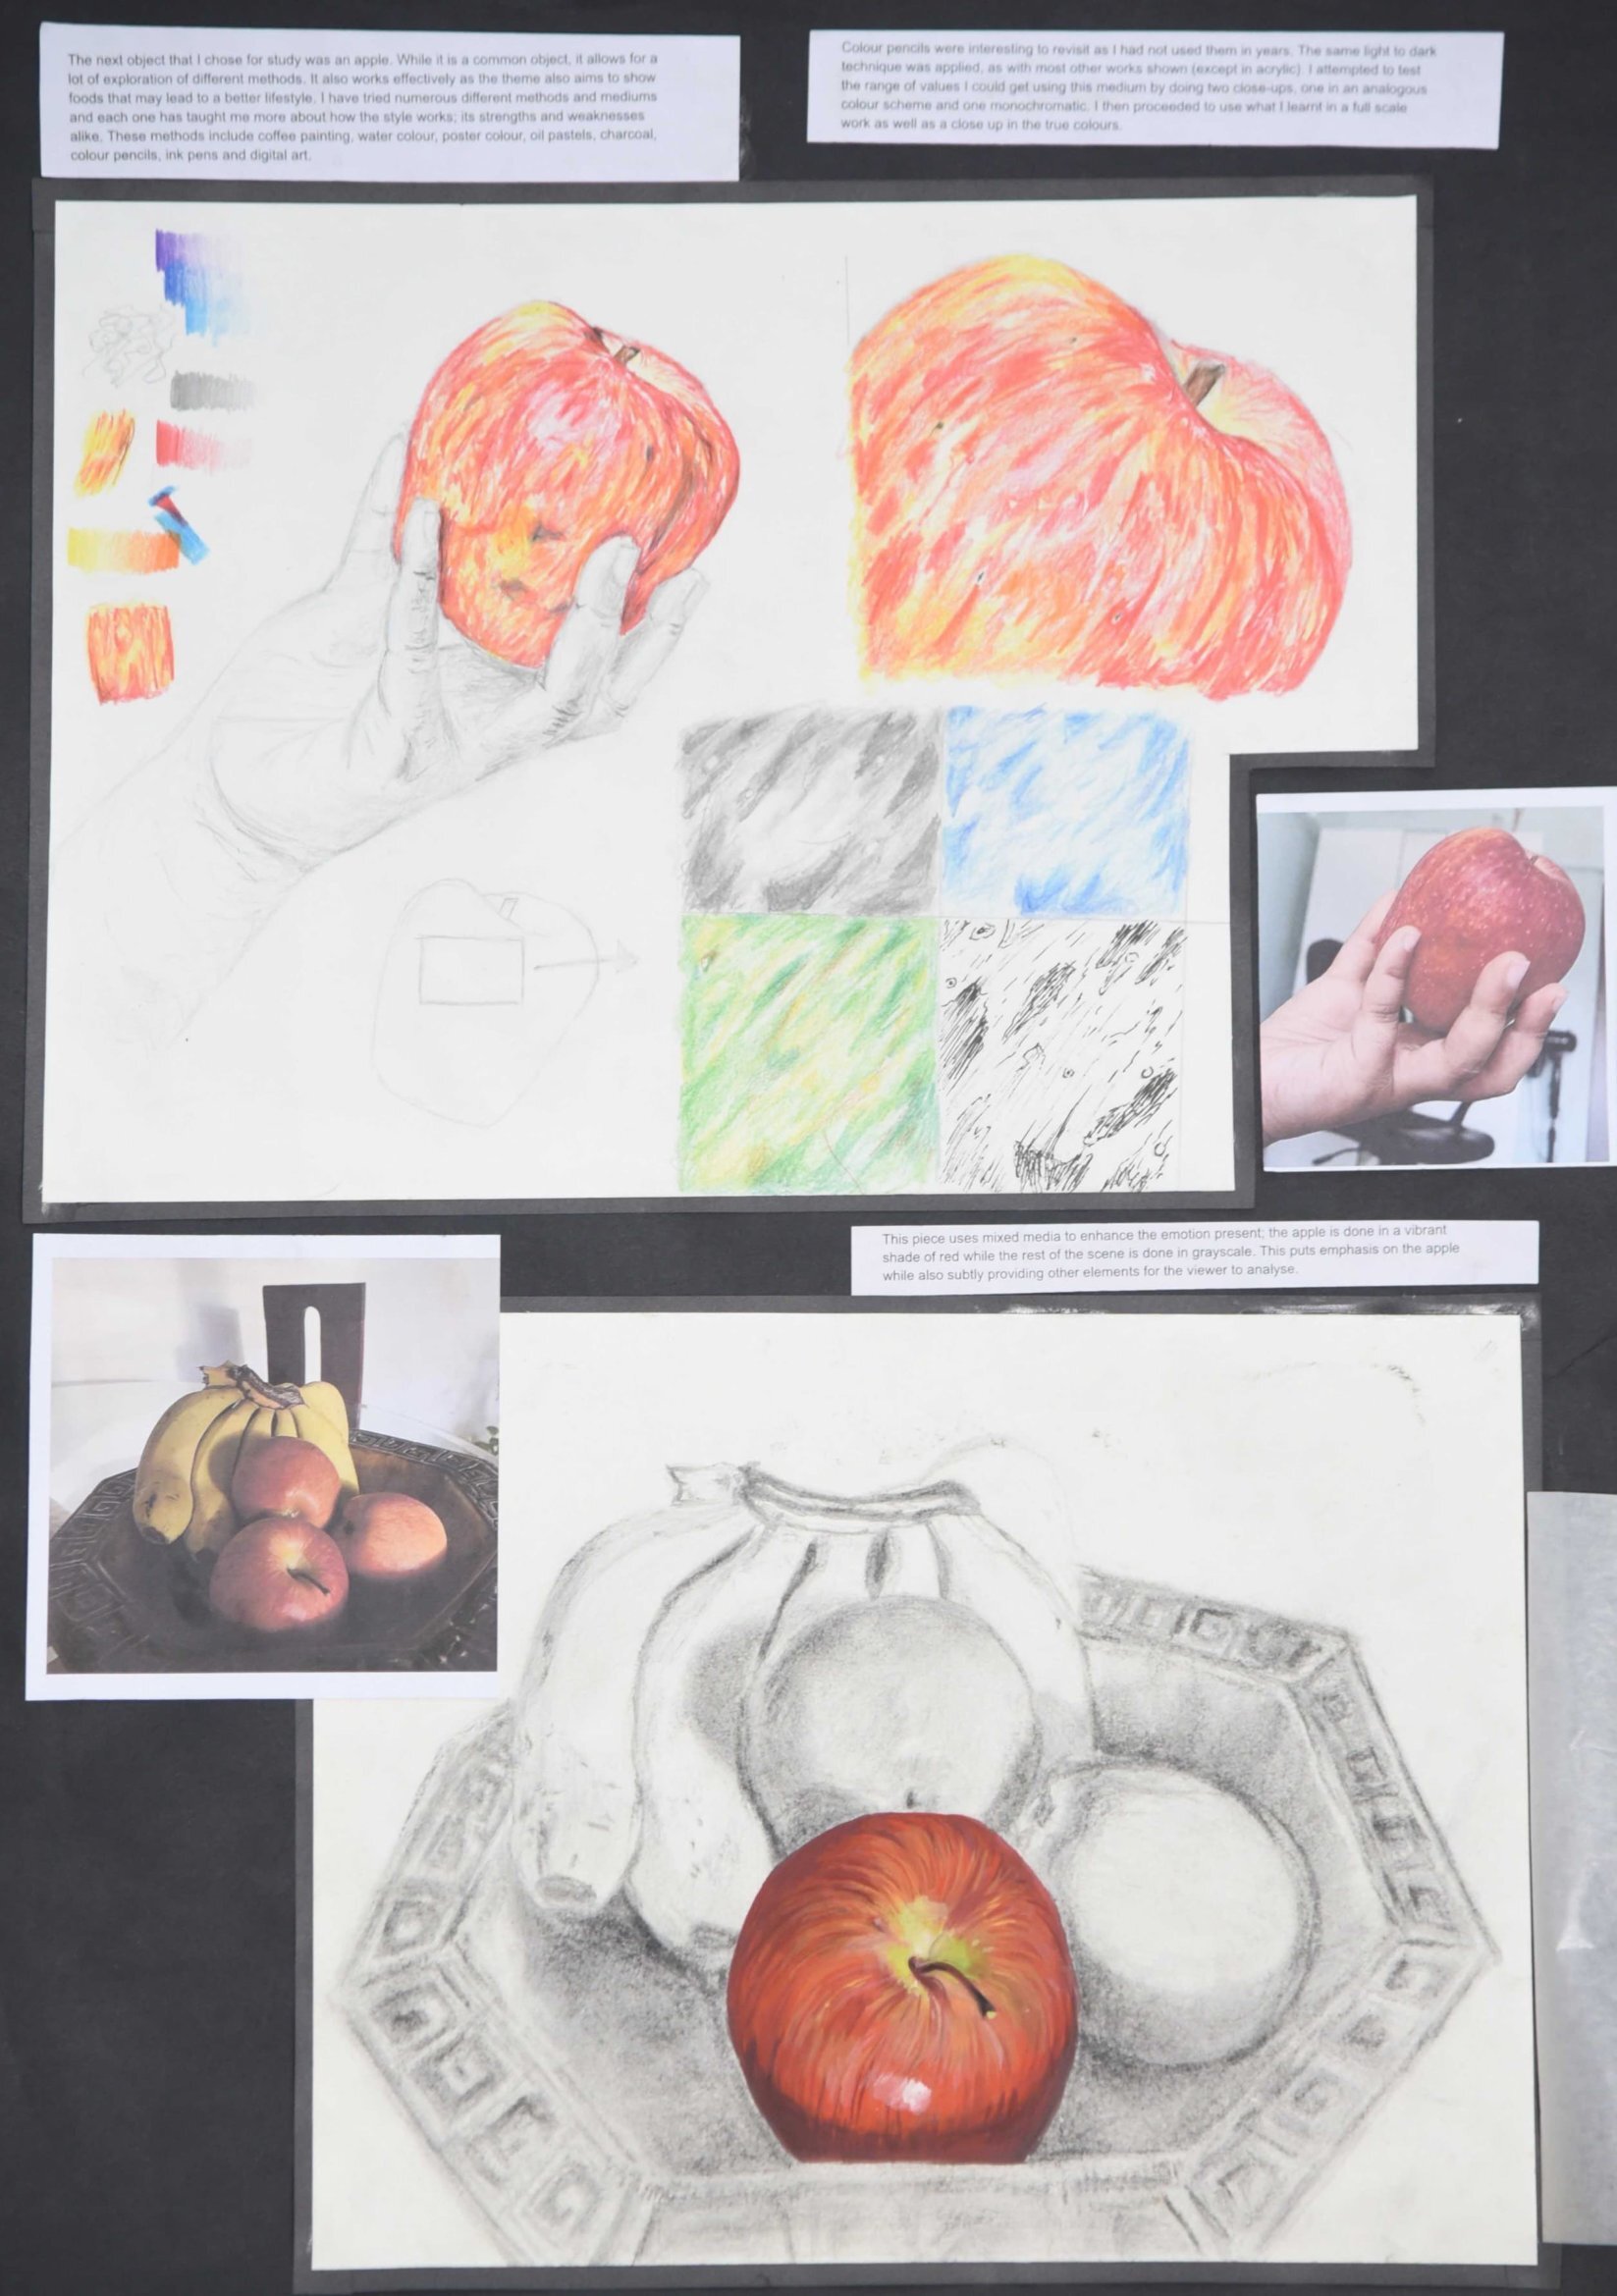 The next object that I chose for study was an apple. While it is a common object, it allows for a
lot of exploration of different methods. It also works effectively as the theme also aims to show
foods that may lead to a better lifestyle. I have tried numerous different methods and mediums
and each one has taught me more about how the style works; its strengths and weaknesses
alike. These methods include coffee painting, water colour, poster colour, oil pastels, charcoal,
colour pencils, ink pens and digital art.
Colour pencils were interesting to revisit as I had not used them in years. The same light to dark
technique was applied, as with most other works shown (except in acrylic). I attempted to test
the range of values I could get using this medium by doing two close-ups, one in an analogous
colour scheme and one monochromatic. I then proceeded to use what I learnt in a full scale
work as well as a close up in the true colours.
This piece uses mixed media to enhance the emotion present; the apple is done in a vibrant
shade of red while the rest of the scene is done in grayscale. This puts emphasis on the apple
while also subtly providing other elements for the viewer to analyse.